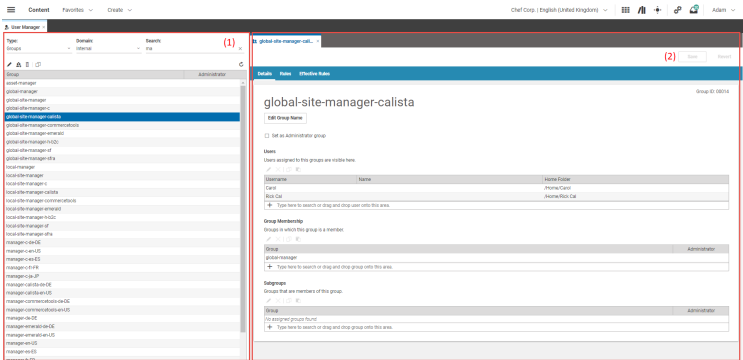 Content Favorites Create Chef Corp. | English (United Kingdom) Adam
User Manager
Type: Domain: Search: (1)
Groups Internal ma
Group Administrator
asset-manager
global-manager
global-site-manager
global-site-manager-c
global-site-manager-calista
global-site-manager-commercetools
global-site-manager-emerald
global-site-manager-h-b2c
global-site-manager-sf
global-site-manager-sfra
local-manager
local-site-manager
local-site-manager-c
local-site-manager-calista
local-site-manager-commercetools
local-site-manager-emerald
local-site-manager-h-b2c
local-site-manager-sf
local-site-manager-sfra
manager-c-de-DE
manager-c-en-US
manager-c-es-ES
manager-c-fr-FR
manager-c-ja-JP
manager-calista-de-DE
manager-calista-en-US
manager-commercetools-de-DE
manager-commercetools-en-US
manager-de-DE
manager-emerald-de-DE
manager-emerald-en-US
manager-en-US
manager-es-ES
global-site-manager-cali...
(2) Save Revert
Details Roles Effective Roles
Group ID: 00016
global-site-manager-calista
Edit Group Name
Set as Administrator group
Users
Users assigned to this groups are visible here.
Username Name Home Folder
Carol /Home/Carol
Rick Cal /Home/Rick Cal
Type here to search or drag and drop user onto this area.
Group Membership
Groups in which this group is a member.
Group Administrator
global-manager
Type here to search or drag and drop group onto this area.
Subgroups
Groups that are members of this group.
Group Administrator
No assigned groups found.
Type here to search or drag and drop group onto this area.